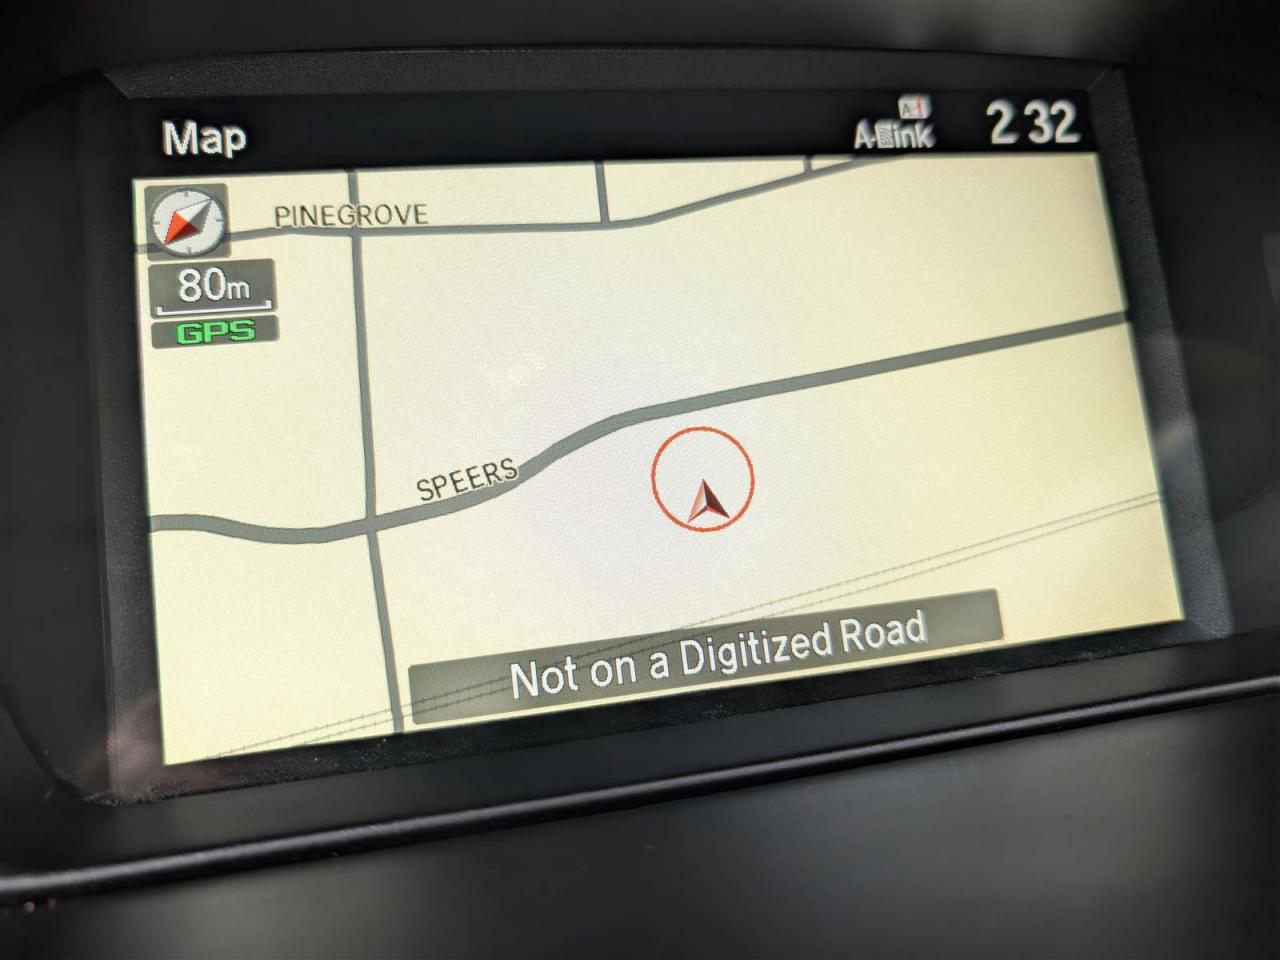 Map
A-Link
2 32
PINEGROVE
80m
GPS
SPEERS
Not on a Digitized Road